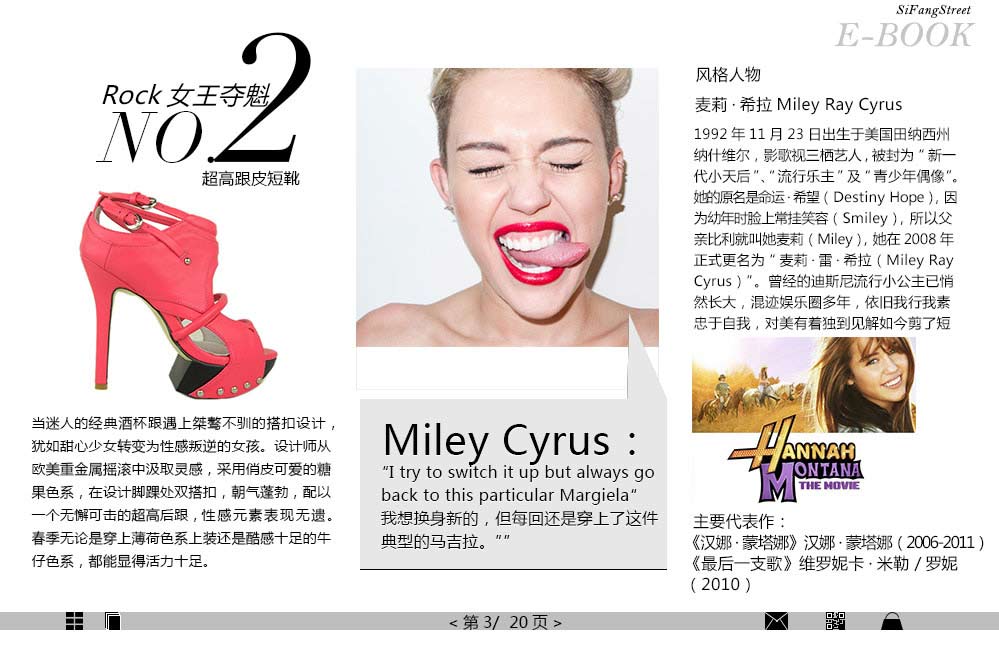 SiFangStreet
E-BOOK
Rock 女王夺魁
NO.2
超高跟皮短靴
当迷人的经典酒杯跟遇上桀骜不驯的搭扣设计，
犹如甜心少女转变为性感叛逆的女孩。设计师从
欧美重金属摇滚中汲取灵感，采用俏皮可爱的糖
果色系，在设计脚踝处双搭扣，朝气蓬勃，配以
一个无懈可击的超高后跟，性感元素表现无遗。
春季无论是穿上薄荷色系上装还是酷感十足的牛
仔色系，都能显得活力十足。
Miley Cyrus：
“I try to switch it up but always go
back to this particular Margiela”
我想换身新的，但每回还是穿上了这件
典型的马吉拉。””
风格人物
麦莉·希拉 Miley Ray Cyrus
1992 年 11 月 23 日出生于美国田纳西州
纳什维尔，影歌视三栖艺人，被封为 “ 新一
代小天后 ”、“ 流行乐主 ” 及 “ 青少年偶像”。
她的原名是命运·希望（ Destiny Hope ），因
为幼年时脸上常挂笑容（ Smiley ），所以父
亲比利就叫她麦莉（ Miley ），她在 2008 年
正式更名为 “ 麦莉·雷·希拉（ Miley Ray
Cyrus ）”。曾经的迪斯尼流行小公主已悄
然长大，混迹娱乐圈多年，依旧我行我素
忠于自我，对美有着独到见解如今剪了短
HANNAH
MONTANA
THE MOVIE
主要代表作：
《汉娜·蒙塔娜》汉娜·蒙塔娜（ 2006-2011 ）
《最后一支歌》维罗妮卡·米勒 / 罗妮
（ 2010 ）
< 第 3/ 20 页 >